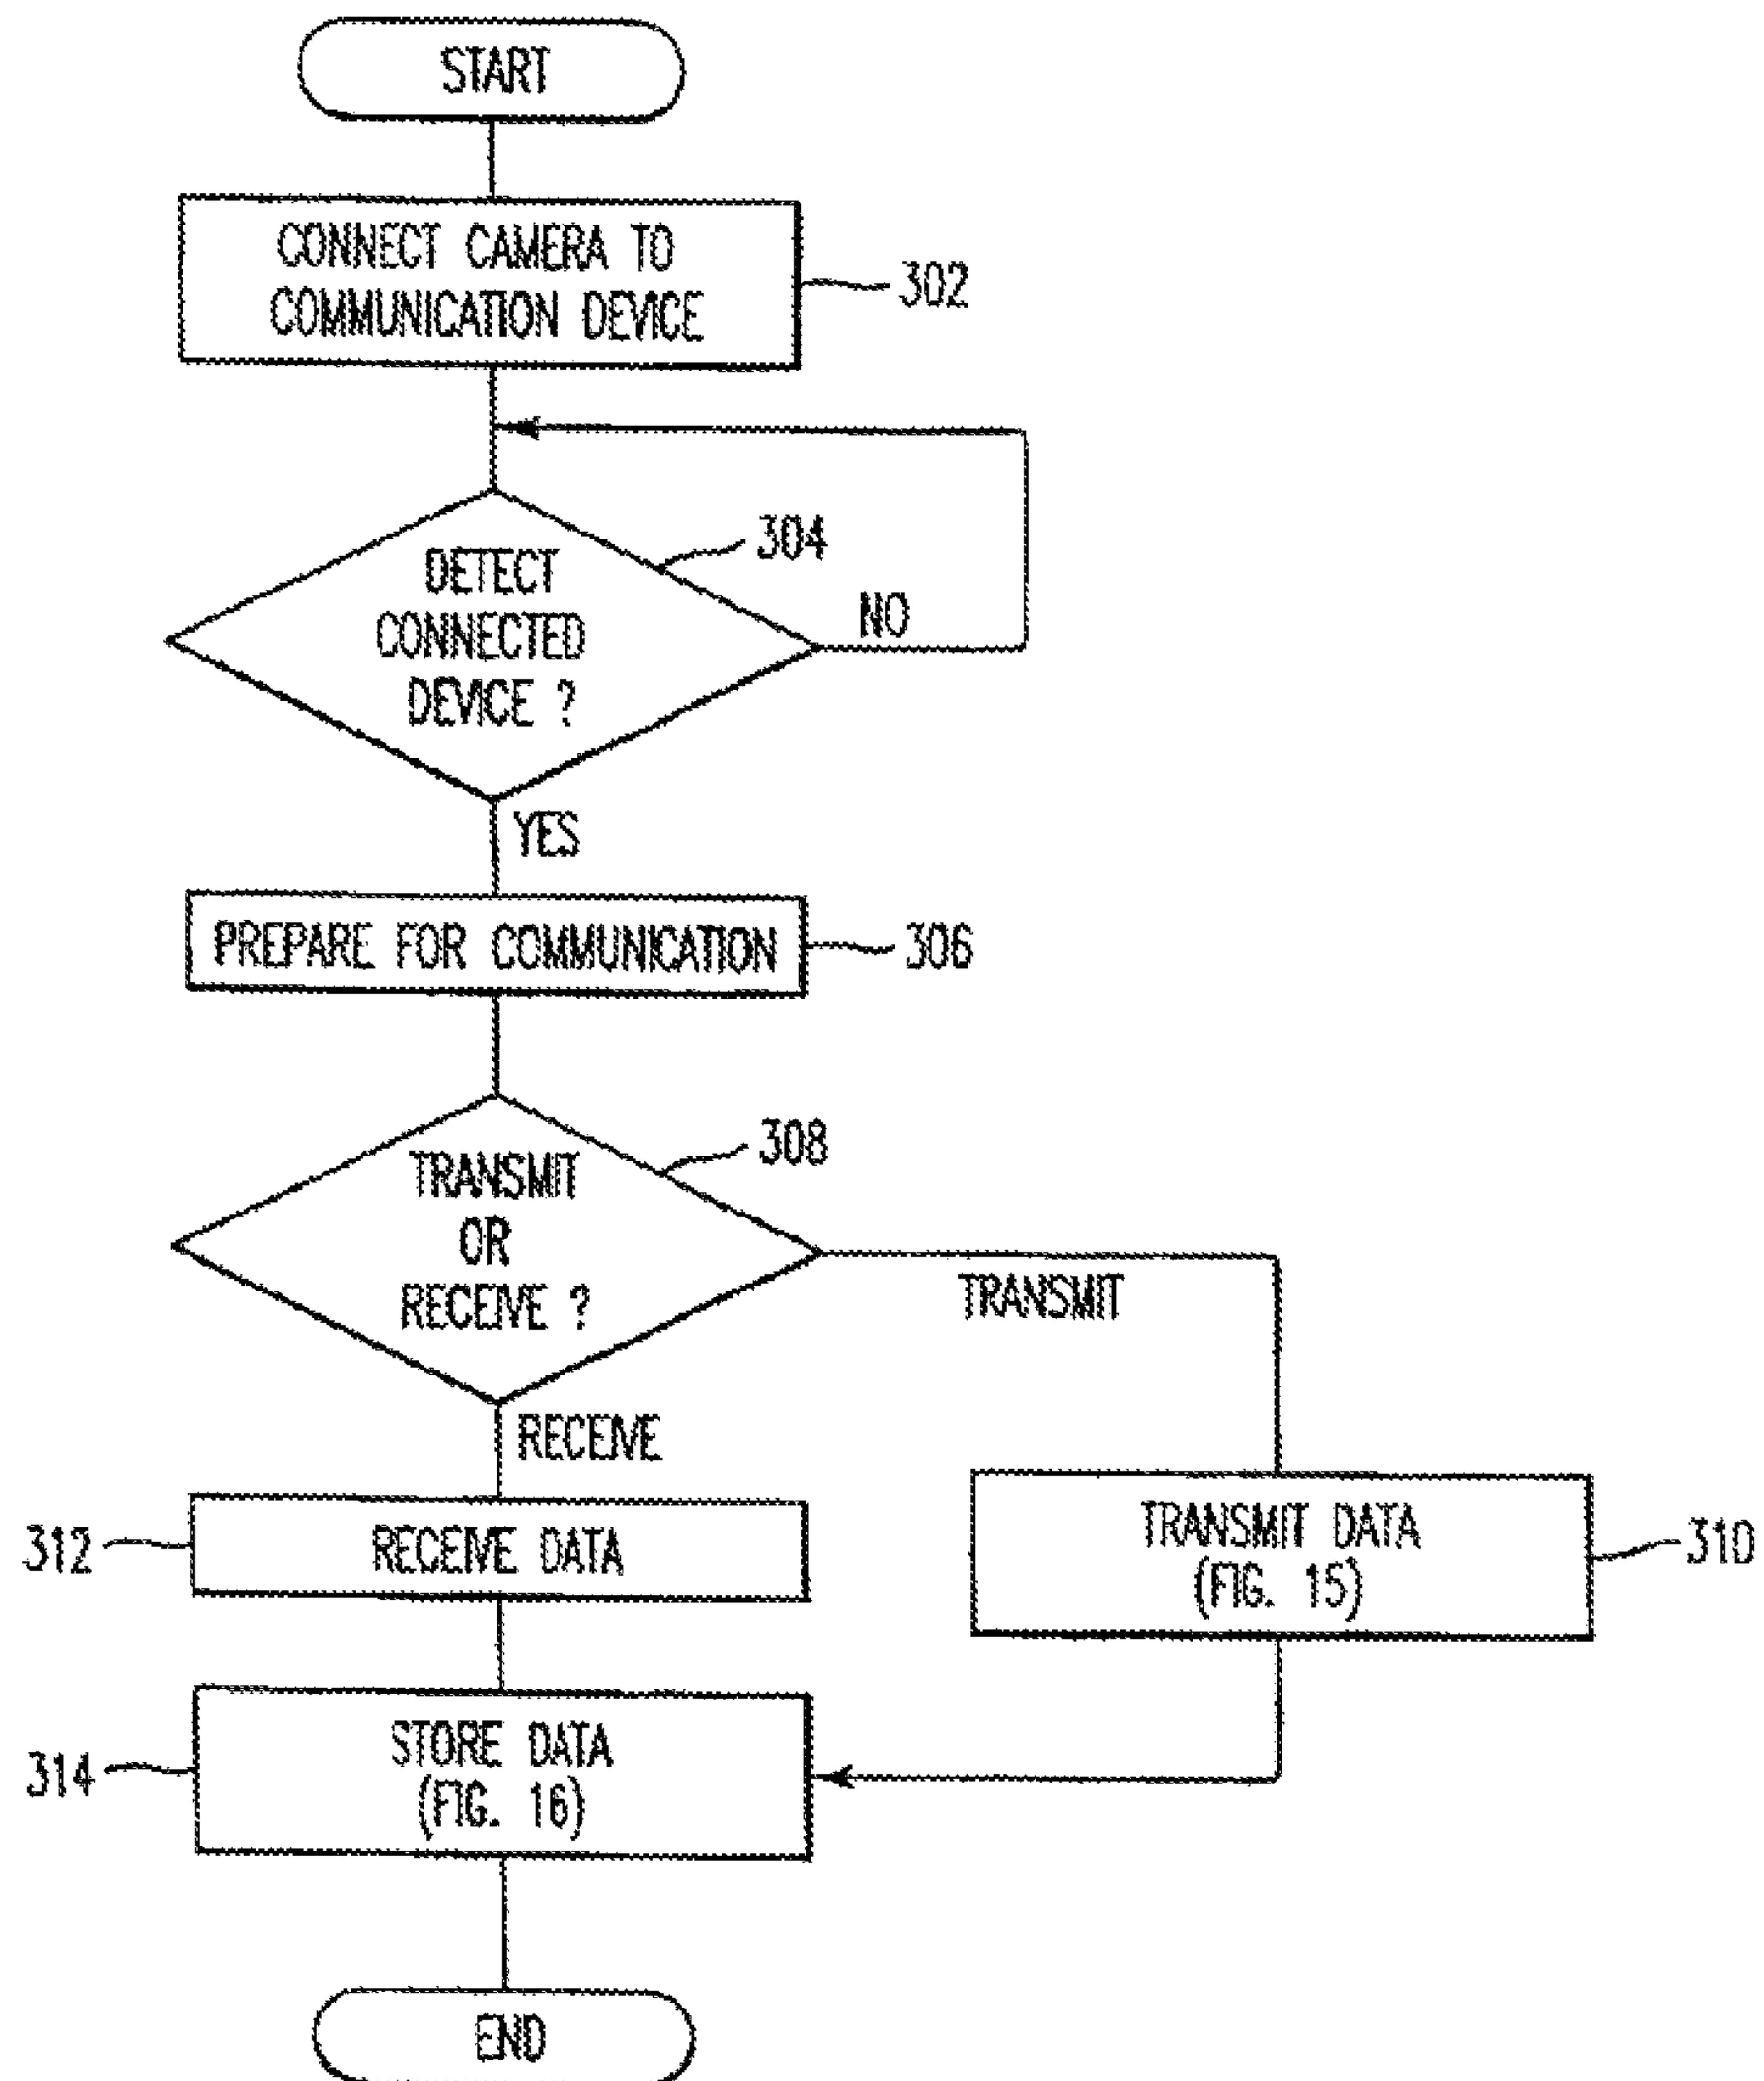 START
CONNECT CAMERA TO
COMMUNICATION DEVICE
302
304
DETECT
CONNECTED
DEVICE ?
NO
YES
PREPARE FOR COMMUNICATION
306
308
TRANSMIT
OR
RECEIVE ?
TRANSMIT
RECEIVE
312
RECEIVE DATA
TRANSMIT DATA
(FIG. 15)
310
314
STORE DATA
(FIG. 16)
END